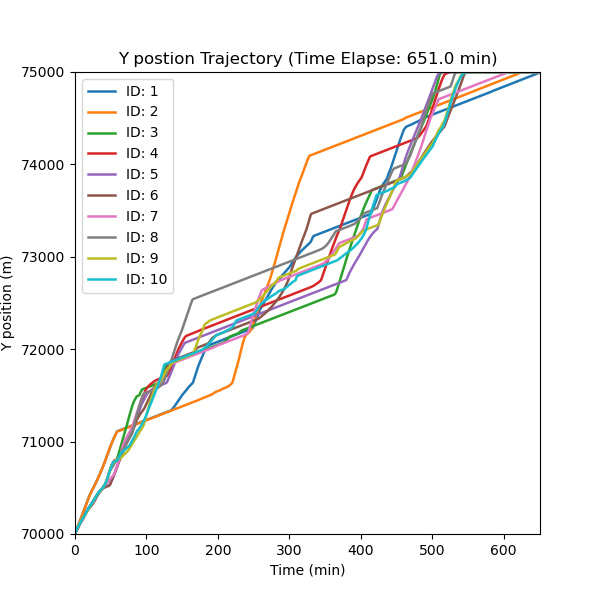 Y postion Trajectory (Time Elapse: 651.0 min)
75000
74000
73000
72000
71000
70000
Y position (m)
ID: 1
ID: 2
ID: 3
ID: 4
ID: 5
ID: 6
ID: 7
ID: 8
ID: 9
ID: 10
0 100 200 300 400 500 600
Time (min)